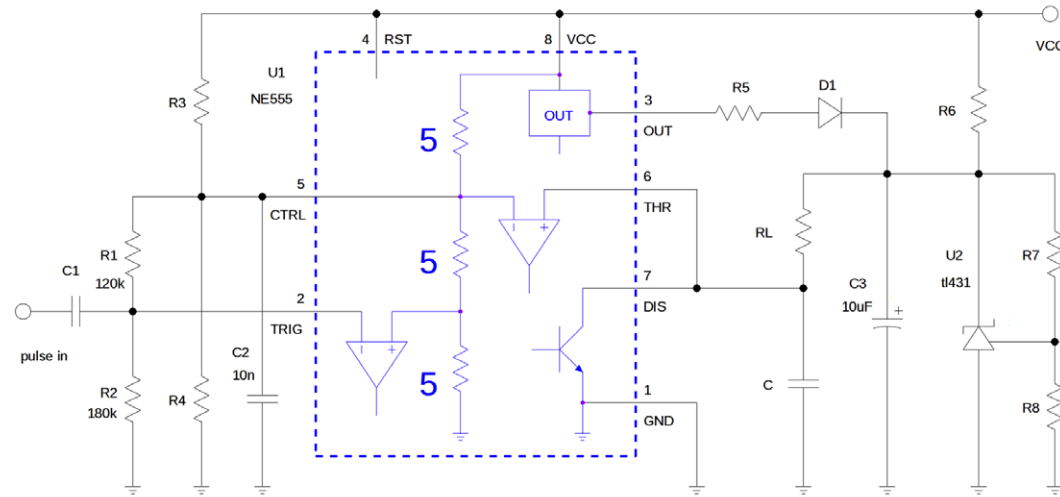 4 RST
8 VCC
VCC
U1
NE555
R3
5
OUT
3
OUT
R5
D1
R6
5
CTRL
6
THR
R1
120k
C1
5
RL
U2
tl431
R7
C3
10uF
+
7
DIS
2
TRIG
pulse in
C2
10n
R2
180k
R4
5
C
1
GND
R8